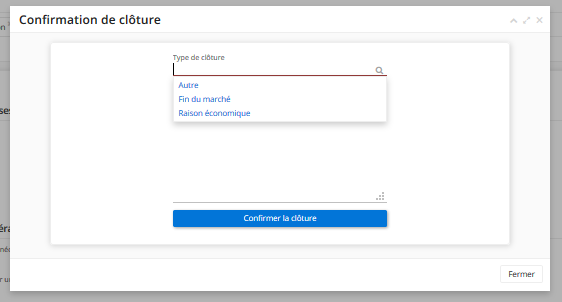 Confirmation de clôture
Type de clôture
Autre
Fin du marché
Raison économique
Confirmer la clôture
Fermer